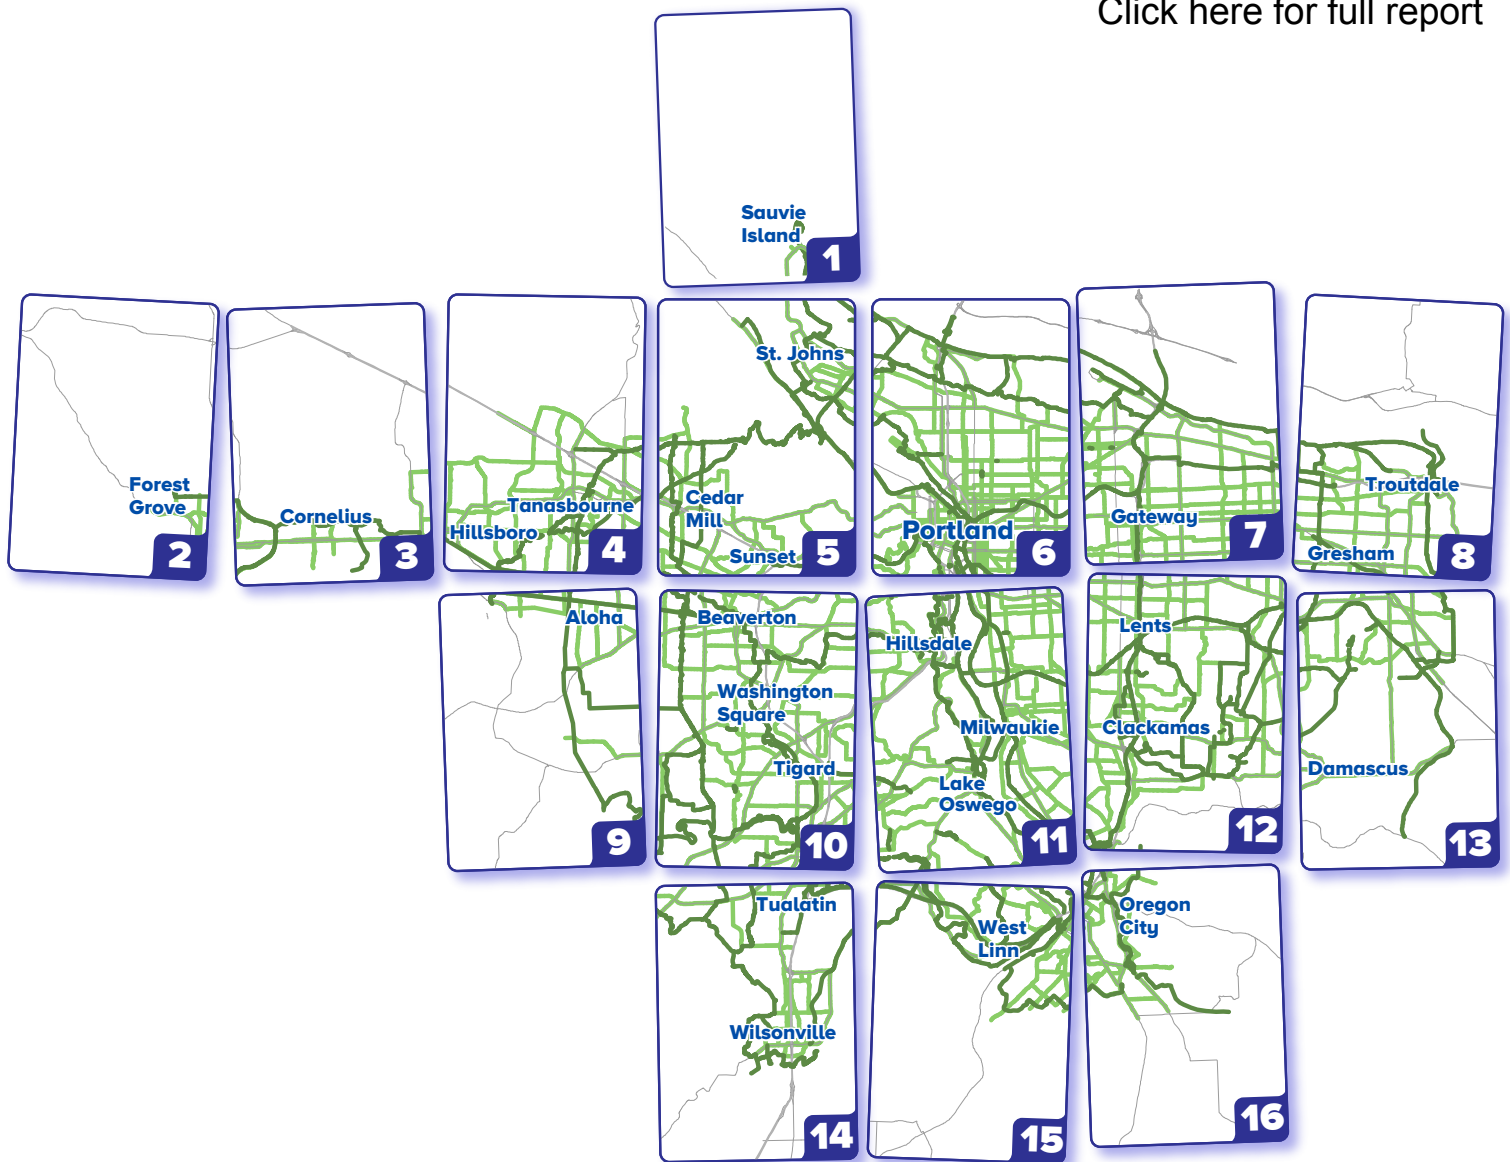 Click here for full report
Sauvie
Island
1
Forest
Grove
2
Cornelius
3
Tanasbourne
Hillsboro
4
St. Johns
Cedar
Mill
Sunset
5
Portland
6
Gateway
7
Troutdale
Gresham
8
Aloha
9
Beaverton
Washington
Square
Tigard
10
Hillsdale
Milwaukie
Lake
Oswego
11
Lents
Clackamas
12
Damascus
13
Tualatin
Wilsonville
14
West
Linn
15
Oregon
City
16